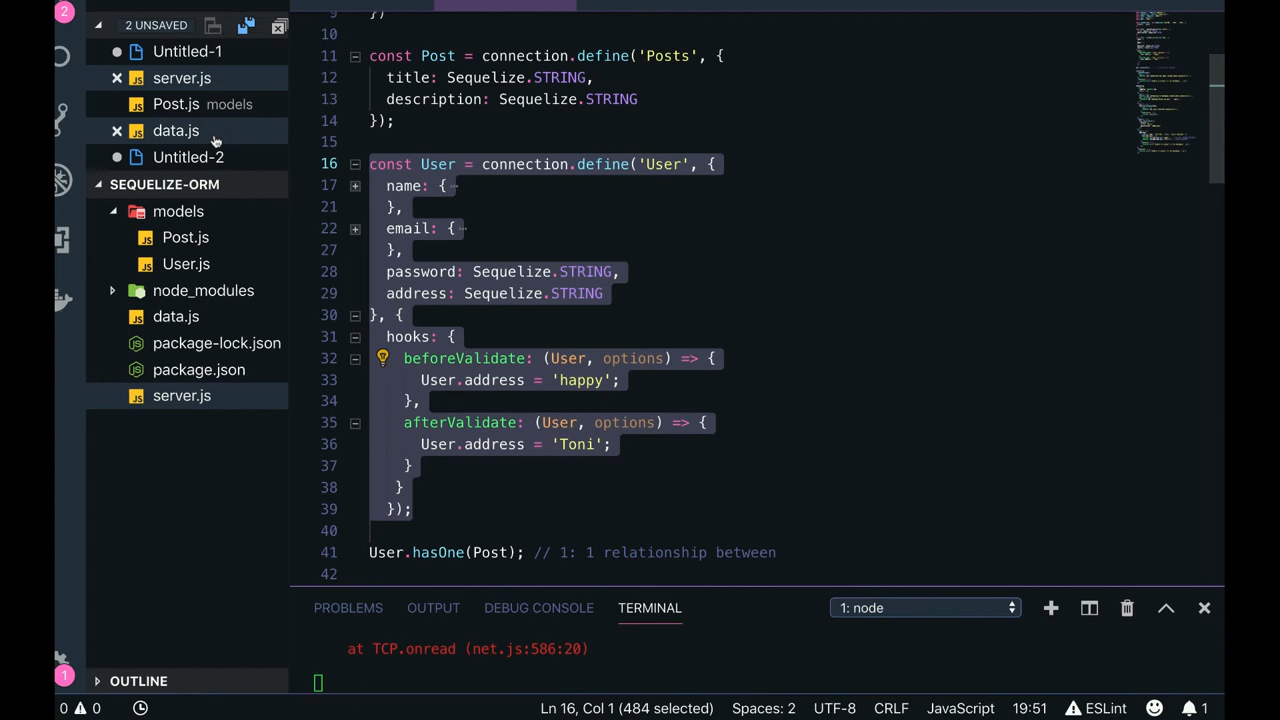 2
2 UNSAVED
Untitled-1
server.js
Post.js models
data.js
Untitled-2
SEQUELIZE-ORM
models
Post.js
User.js
node_modules
data.js
package-lock.json
package.json
server.js
OUTLINE
1
9 })
10
11 const Post = connection.define('Posts', {
12 title: Sequelize.STRING,
13 description: Sequelize.STRING
14 });
15
16 const User = connection.define('User', {
17 name: {…
21 },
22 email: {…
27 },
28 password: Sequelize.STRING,
29 address: Sequelize.STRING
30 }, {
31 hooks: {
32 beforeValidate: (User, options) => {
33 User.address = 'happy';
34 },
35 afterValidate: (User, options) => {
36 User.address = 'Toni';
37 }
38 }
39 });
40
41 User.hasOne(Post); // 1: 1 relationship between
42
PROBLEMS OUTPUT DEBUG CONSOLE TERMINAL 1: node
at TCP.onread (net.js:586:20)
0 0 Ln 16, Col 1 (484 selected) Spaces: 2 UTF-8 CRLF JavaScript 19:51 ESLint 1